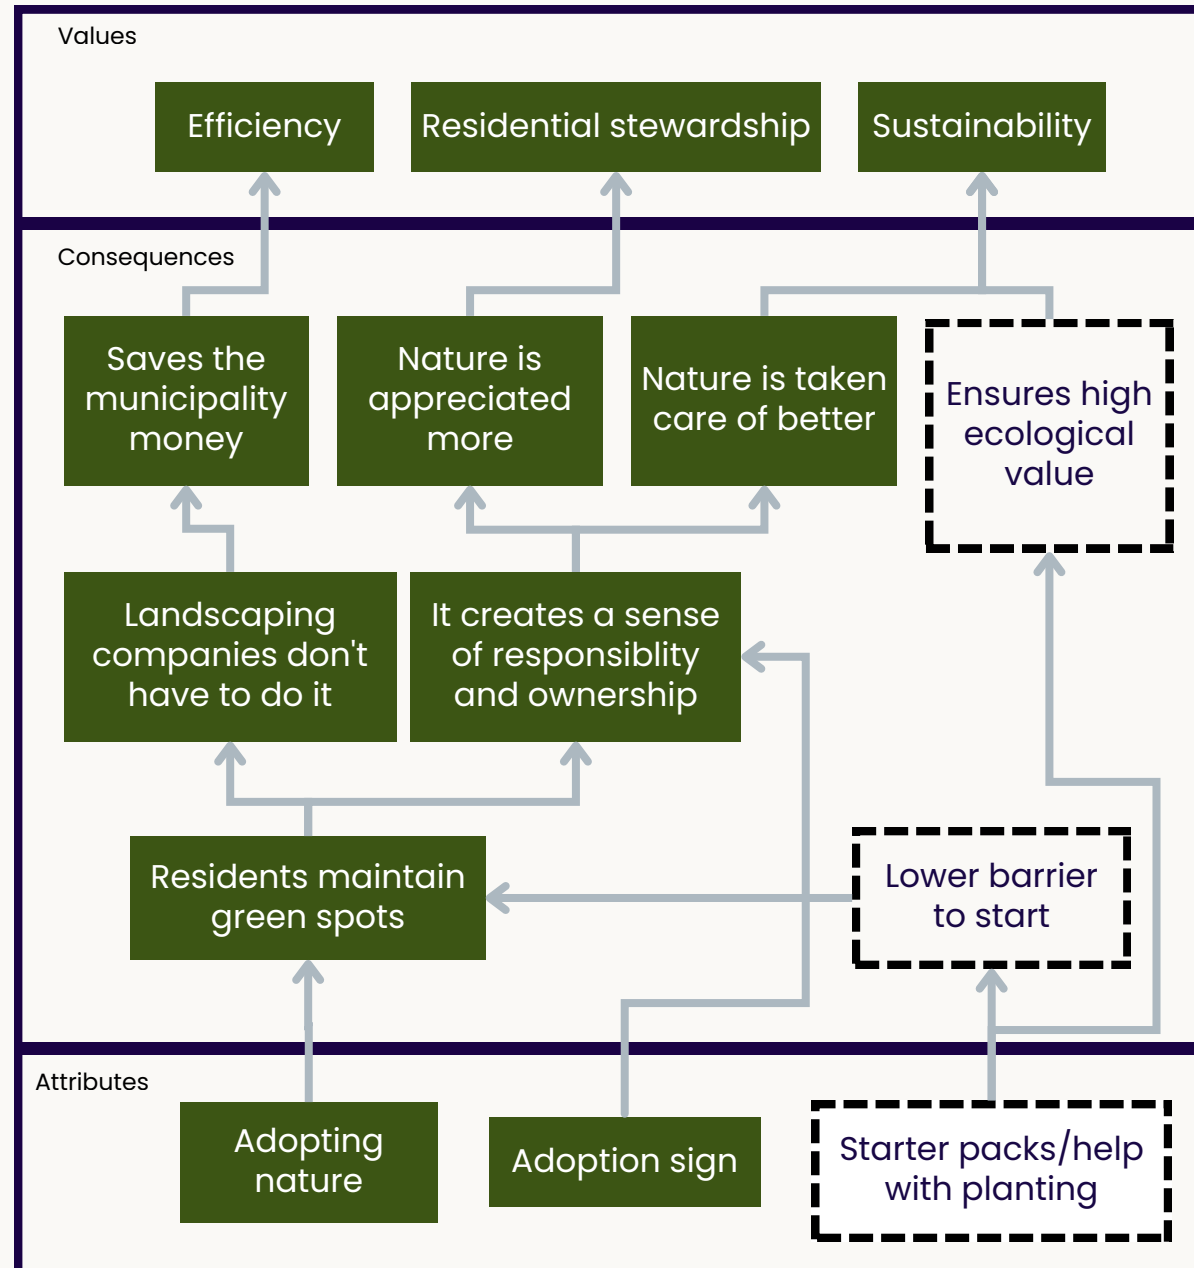 Values
Efficiency
Residential stewardship
Sustainability
Consequences
Saves the
municipality
money
Nature is
appreciated
more
Nature is taken
care of better
Ensures high
ecological
value
Landscaping
companies don't
have to do it
It creates a sense
of responsiblity
and ownership
Residents maintain
green spots
Lower barrier
to start
Attributes
Adopting
nature
Adoption sign
Starter packs/help
with planting